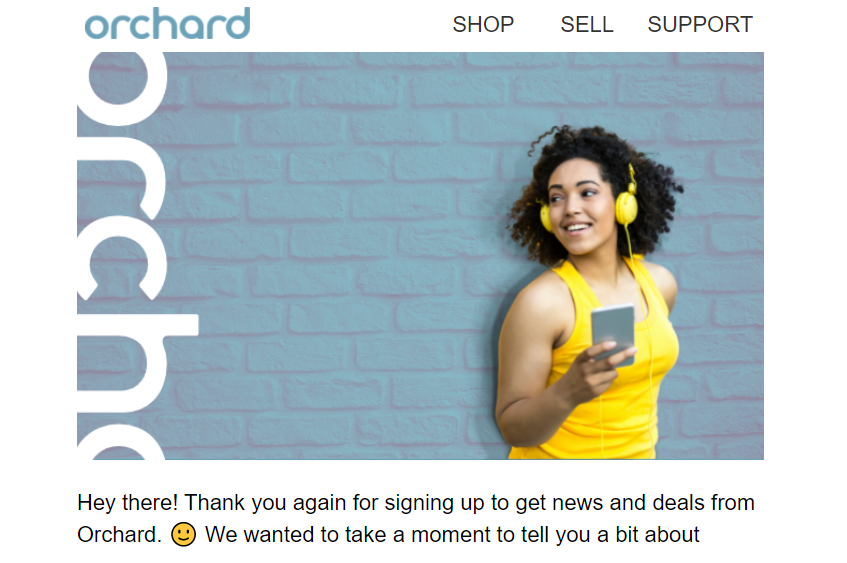 orchard
SHOP SELL SUPPORT
orcha
Hey there! Thank you again for signing up to get news and deals from
Orchard. 🙂 We wanted to take a moment to tell you a bit about